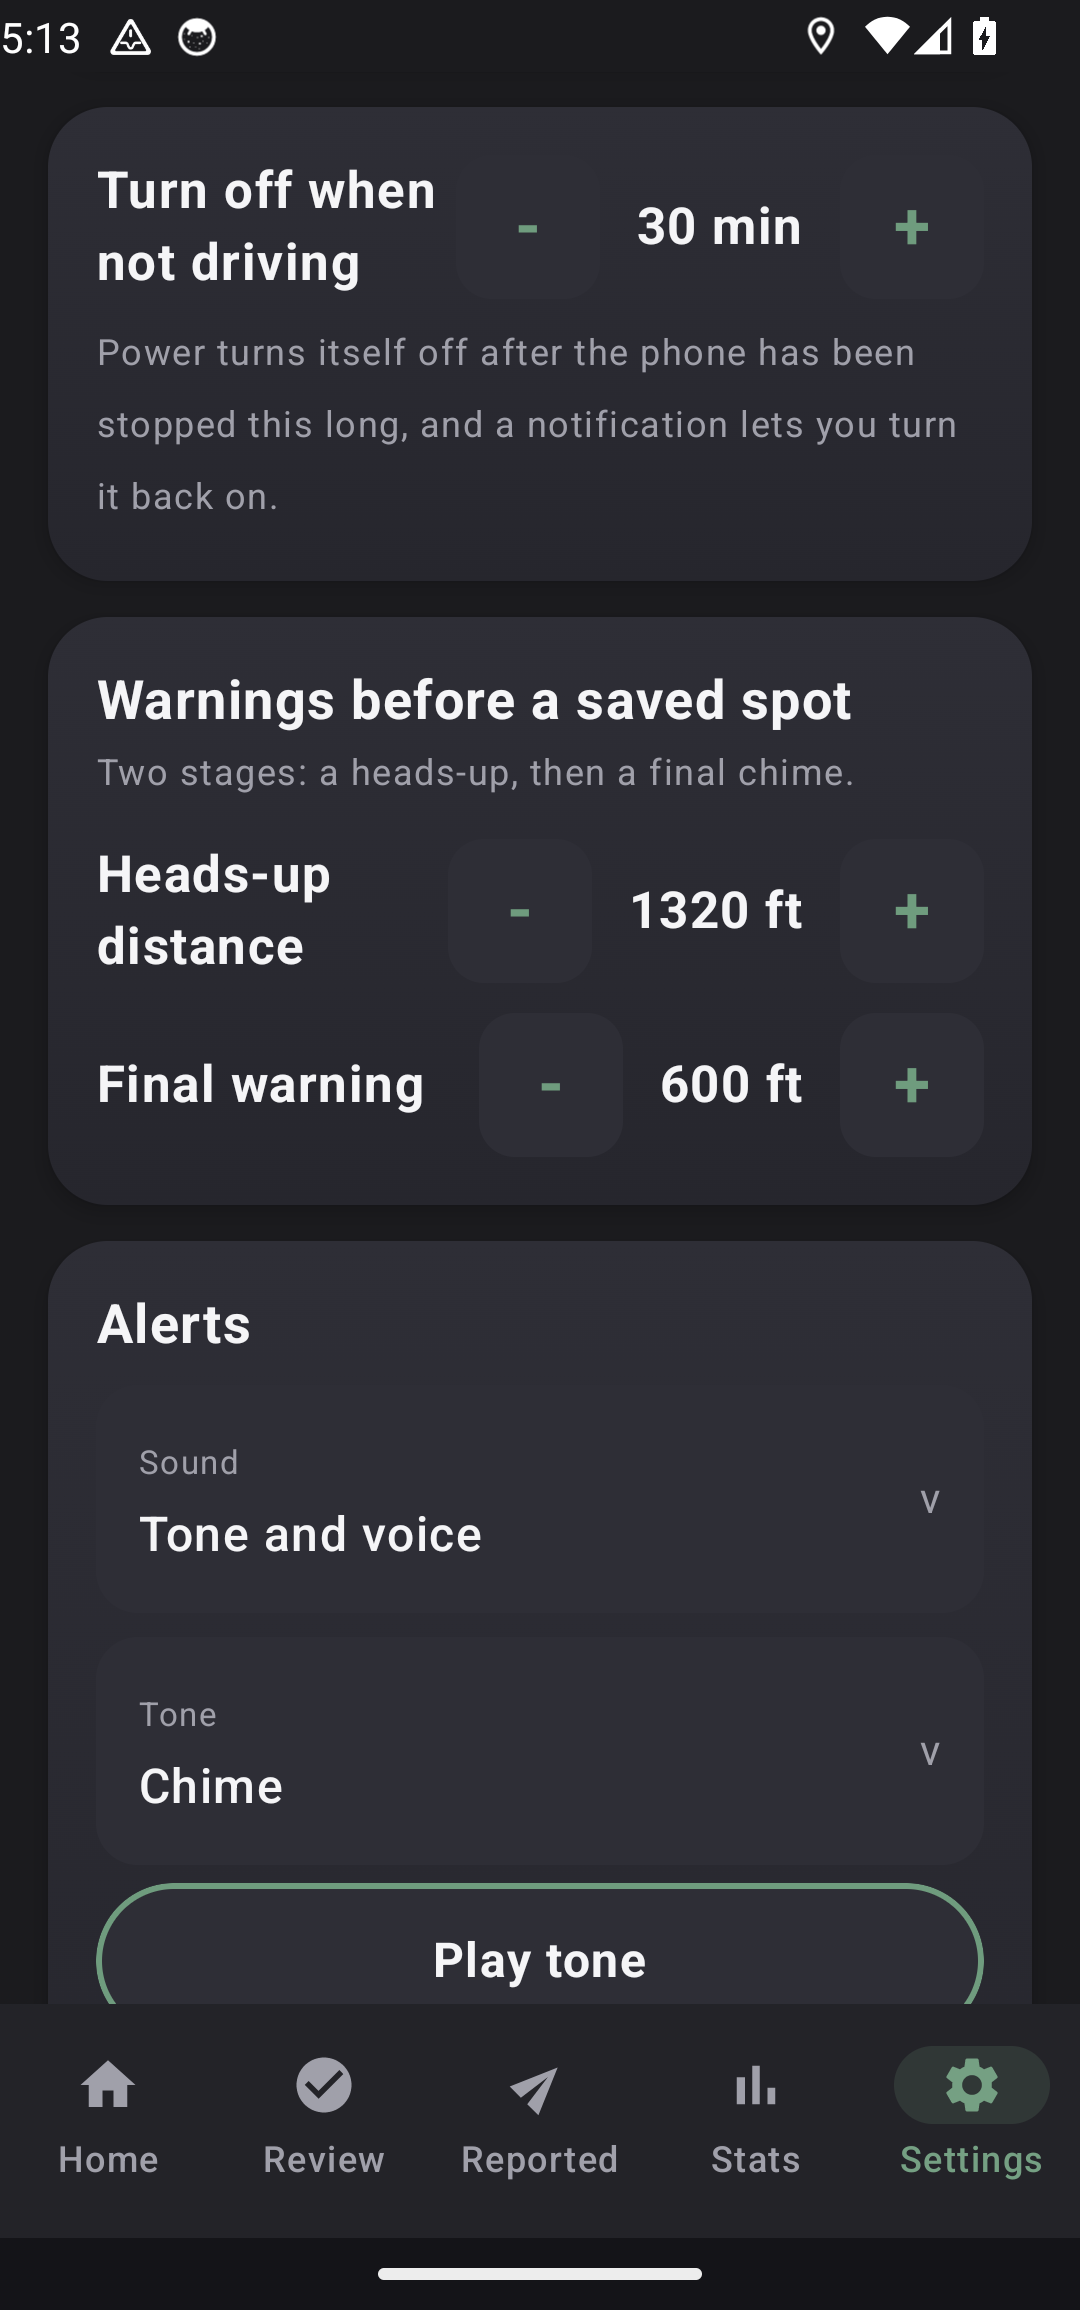 5:13
Turn off when
not driving
- 30 min +
Power turns itself off after the phone has been
stopped this long, and a notification lets you turn
it back on.
Warnings before a saved spot
Two stages: a heads-up, then a final chime.
Heads-up
distance
- 1320 ft +
Final warning - 600 ft +
Alerts
Sound
Tone and voice
v
Tone
Chime
v
Play tone
Home Review Reported Stats Settings